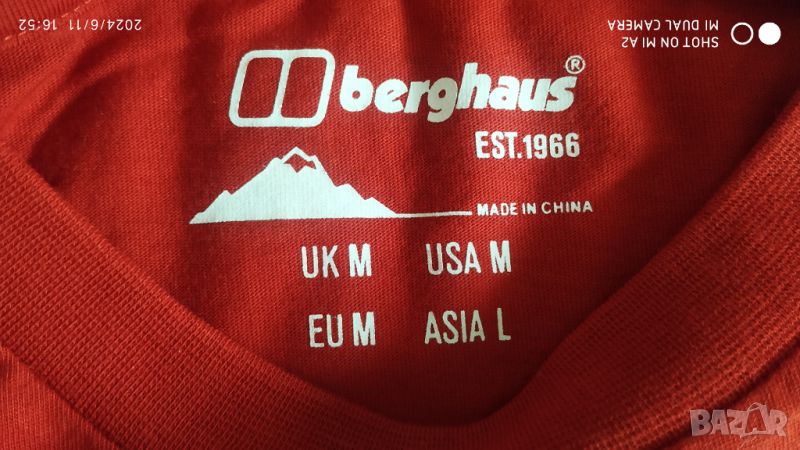 berghaus®
EST.1966
MADE IN CHINA
UK M USA M
EU M ASIA L
SHOT ON MI A2
MI DUAL CAMERA
2024/6/11 16:52
BAZAR